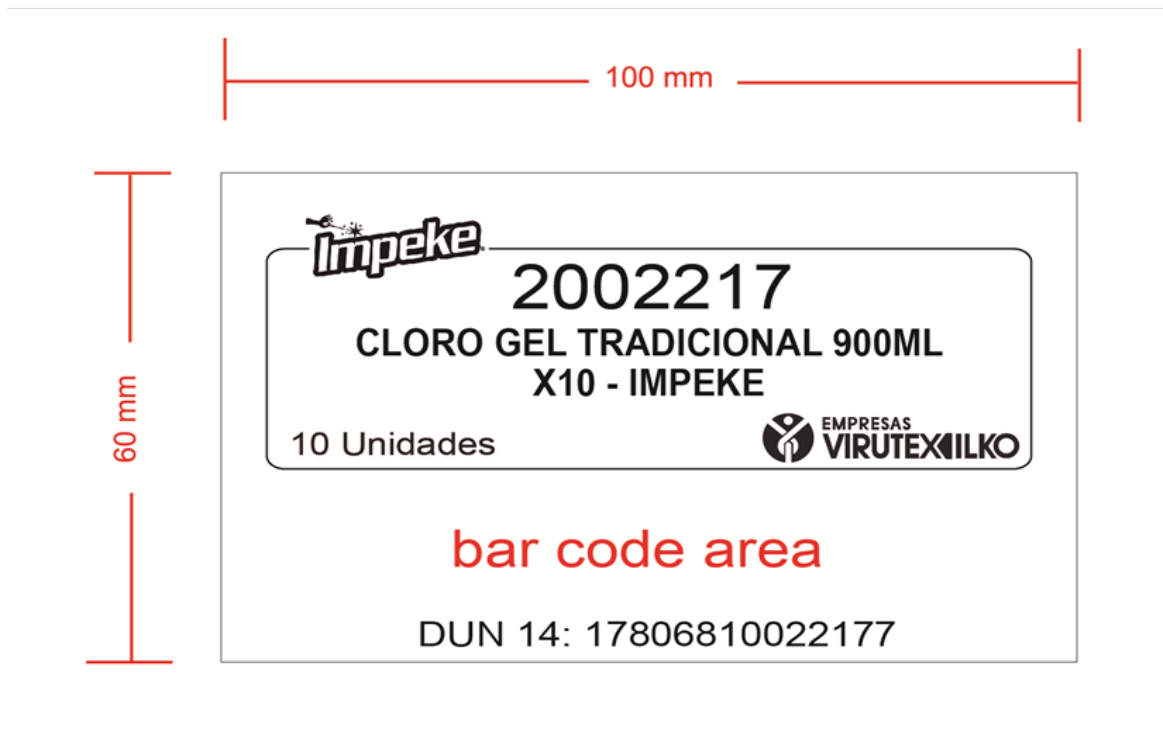 100 mm
60 mm
Impeke
2002217
CLORO GEL TRADICIONAL 900ML
X10 - IMPEKE
10 Unidades
EMPRESAS
VIRUTEX ILKO
bar code area
DUN 14: 17806810022177